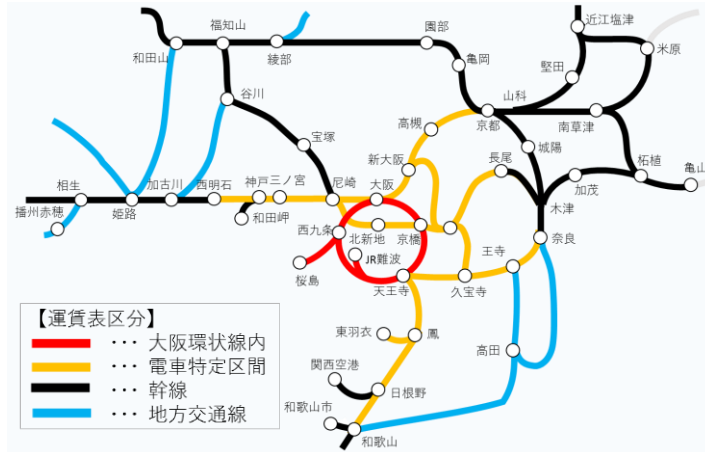 近江塩津
福知山
園部
和田山
綾部
亀岡
堅田
米原
谷川
山科
高槻
京都
南草津
宝塚
城陽
新大阪
長尾
柘植
亀山
相生
加古川
西明石
神戸
三ノ宮
尼崎
大阪
加茂
木津
播州赤穂
姫路
和田岬
西九条
北新地
京橋
奈良
JR難波
王寺
桜島
天王寺
久宝寺
【運賃表区分】
・・・ 大阪環状線内
・・・ 電車特定区間
・・・ 幹線
・・・ 地方交通線
東羽衣
鳳
高田
関西空港
日根野
和歌山市
和歌山